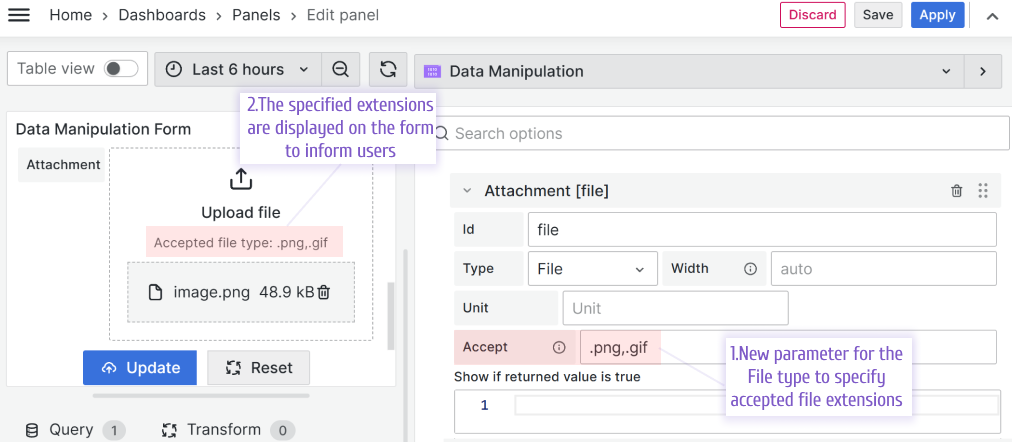 Home > Dashboards > Panels > Edit panel
Discard
Save
Apply
Table view
Last 6 hours
Data Manipulation
2.The specified extensions
are displayed on the form
to inform users
Search options
Data Manipulation Form
Attachment
Upload file
Accepted file type: .png,.gif
image.png 48.9 kB
Update
Reset
Query 1
Transform 0
Attachment [file]
Id
file
Type
File
Width
auto
Unit
Unit
Accept
.png,.gif
1.New parameter for the
File type to specify
accepted file extensions
Show if returned value is true
1